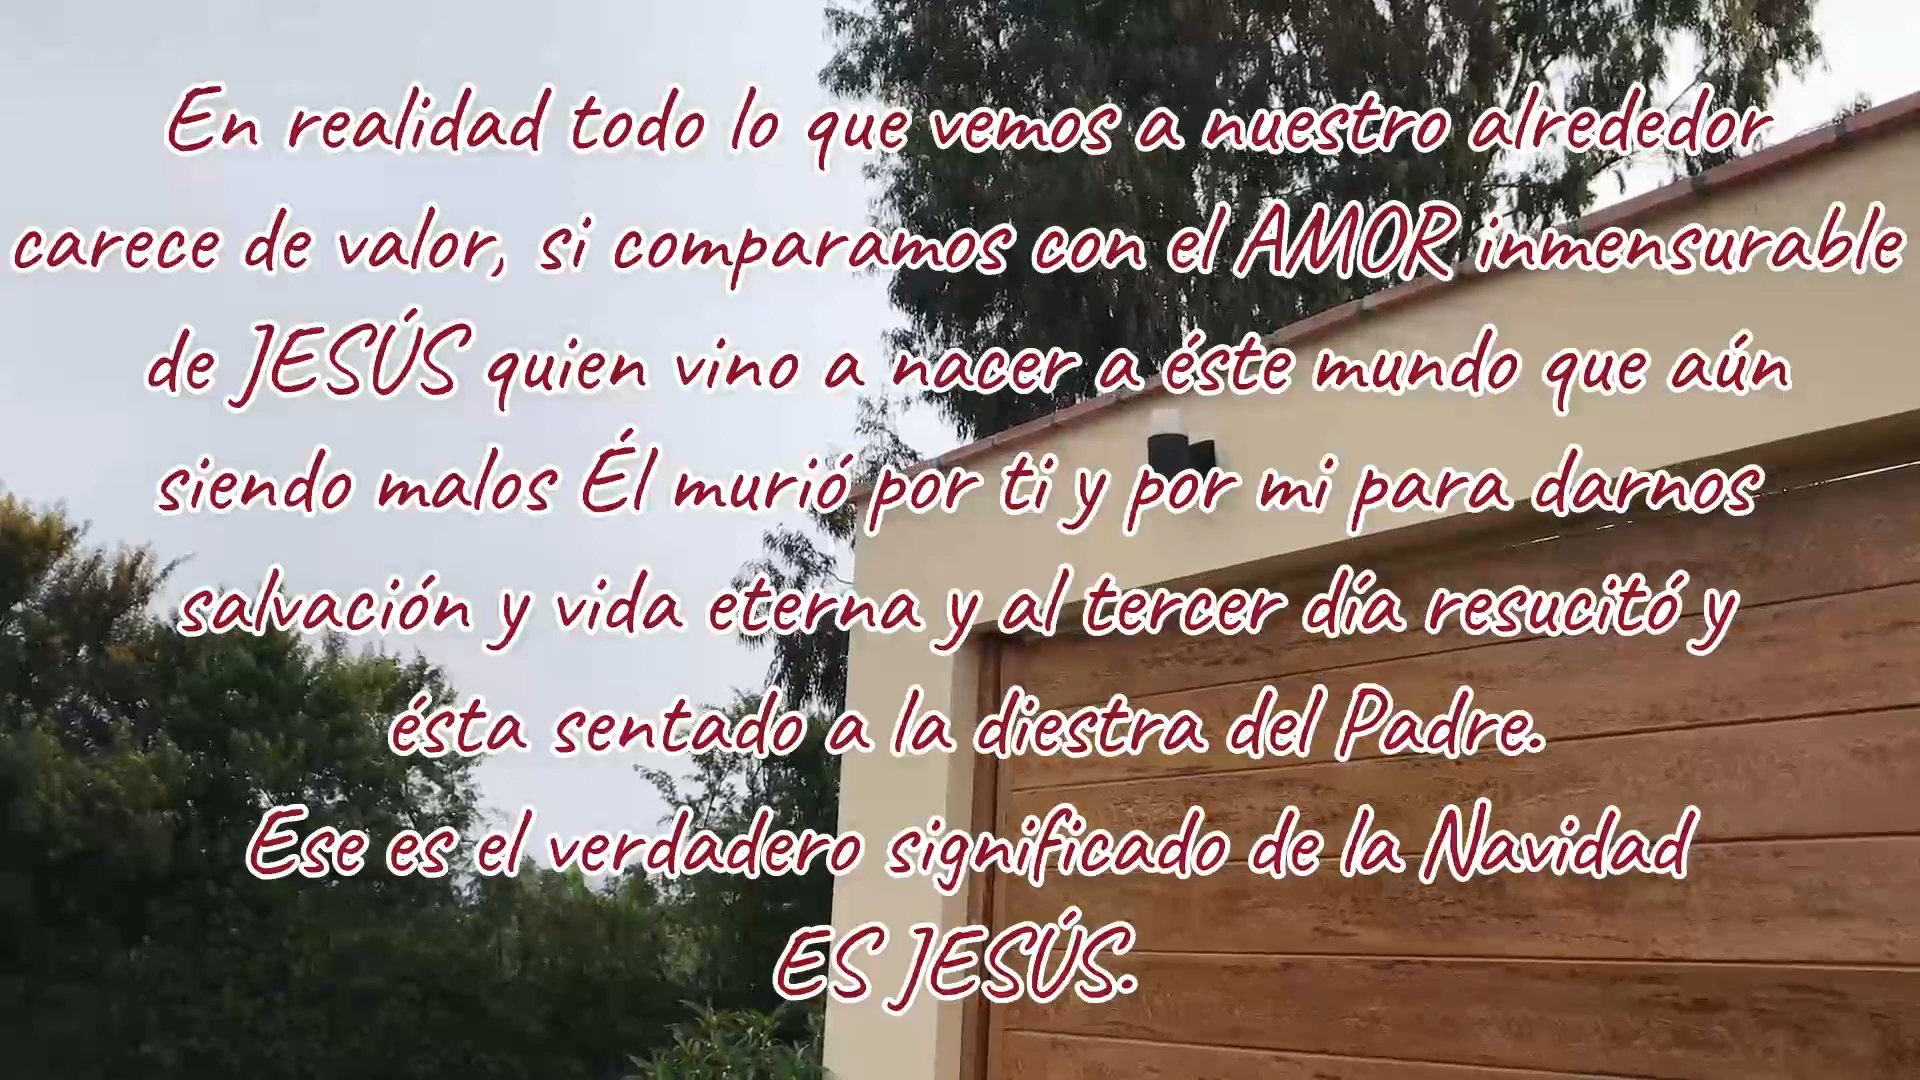 En realidad todo lo que vemos a nuestro alrededor
carece de valor, si comparamos con el AMOR inmensurable
de JESÚS quien vino a nacer a éste mundo que aún
siendo malos Él murió por ti y por mi para darnos
salvación y vida eterna y al tercer día resucitó y
ésta sentado a la diestra del Padre.
Ese es el verdadero significado de la Navidad
ES JESÚS.